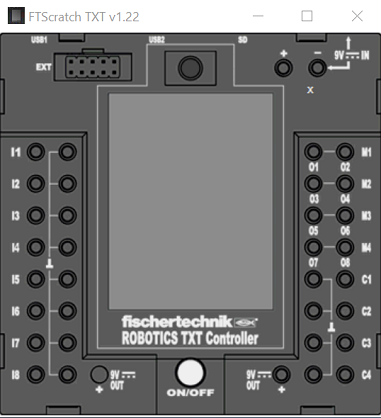 FTScratch TXT v1.22
USB1 USB2 SD
EXT + − 9V IN
x
I1 M1
O1 O2
I2 M2
O3 O4
I3 M3
O5 O6
I4 M4
O7 O8
I5 C1
I6 C2
I7 C3
fischertechnik
ROBOTICS TXT Controller
I8 9V OUT + 9V OUT + C4
ON/OFF